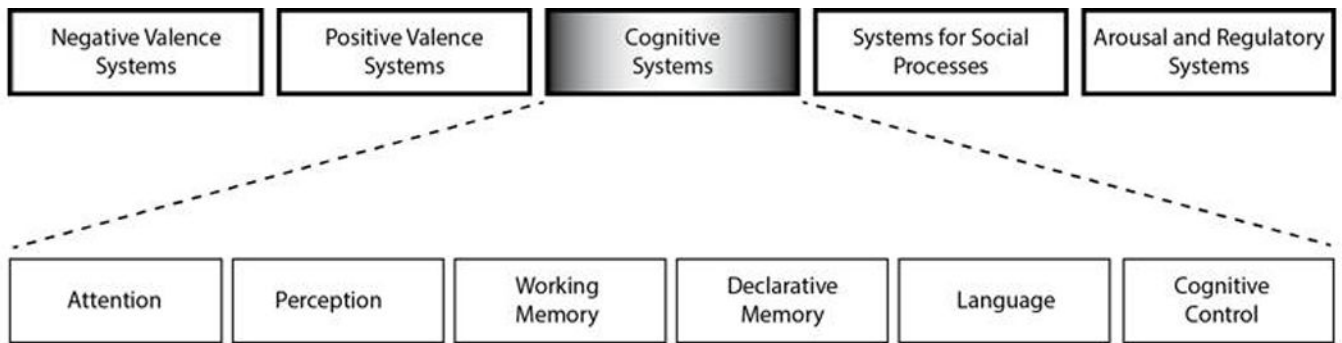 Negative Valence
Systems
Positive Valence
Systems
Cognitive
Systems
Systems for Social
Processes
Arousal and Regulatory
Systems
Attention
Perception
Working
Memory
Declarative
Memory
Language
Cognitive
Control